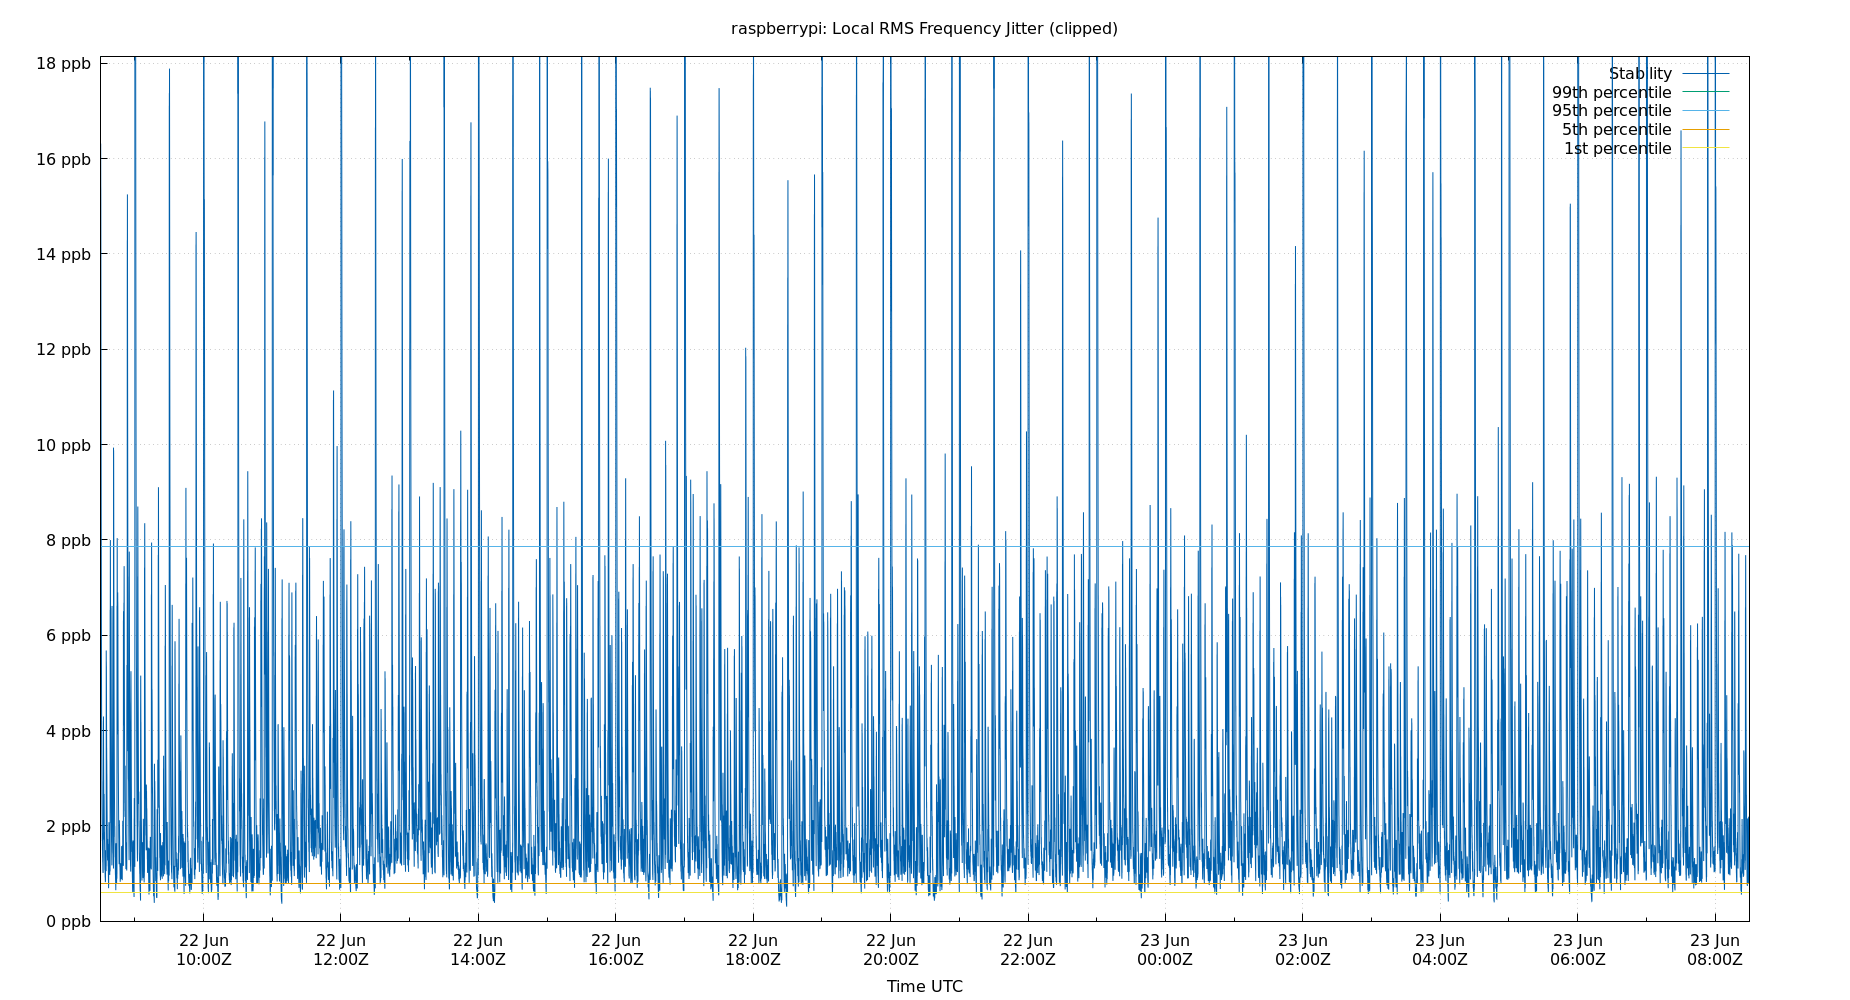 raspberrypi: Local RMS Frequency Jitter (clipped)
18 ppb
16 ppb
14 ppb
12 ppb
10 ppb
8 ppb
6 ppb
4 ppb
2 ppb
0 ppb
Stability
99th percentile
95th percentile
5th percentile
1st percentile
22 Jun 22 Jun 22 Jun 22 Jun 22 Jun 22 Jun 22 Jun 23 Jun 23 Jun 23 Jun 23 Jun 23 Jun
10:00Z 12:00Z 14:00Z 16:00Z 18:00Z 20:00Z 22:00Z 00:00Z 02:00Z 04:00Z 06:00Z 08:00Z
Time UTC